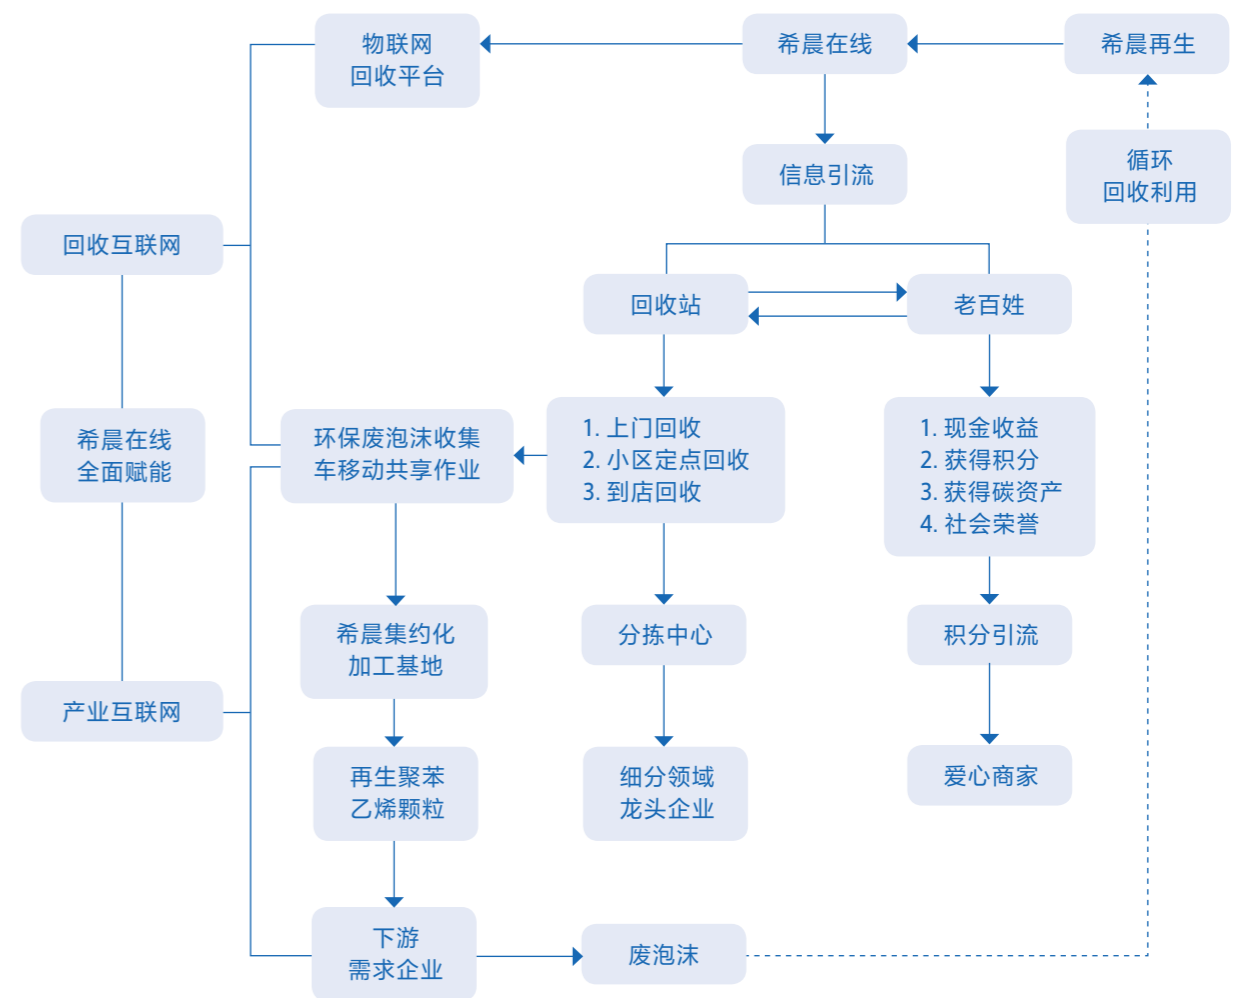 物联网
回收平台
希晨在线
希晨再生
循环
回收利用
信息引流
回收互联网
回收站
老百姓
希晨在线
全面赋能
环保废泡沫收集
车移动共享作业
1. 上门回收
2. 小区定点回收
3. 到店回收
1. 现金收益
2. 获得积分
3. 获得碳资产
4. 社会荣誉
希晨集约化
加工基地
分拣中心
积分引流
产业互联网
再生聚苯
乙烯颗粒
细分领域
龙头企业
爱心商家
下游
需求企业
废泡沫